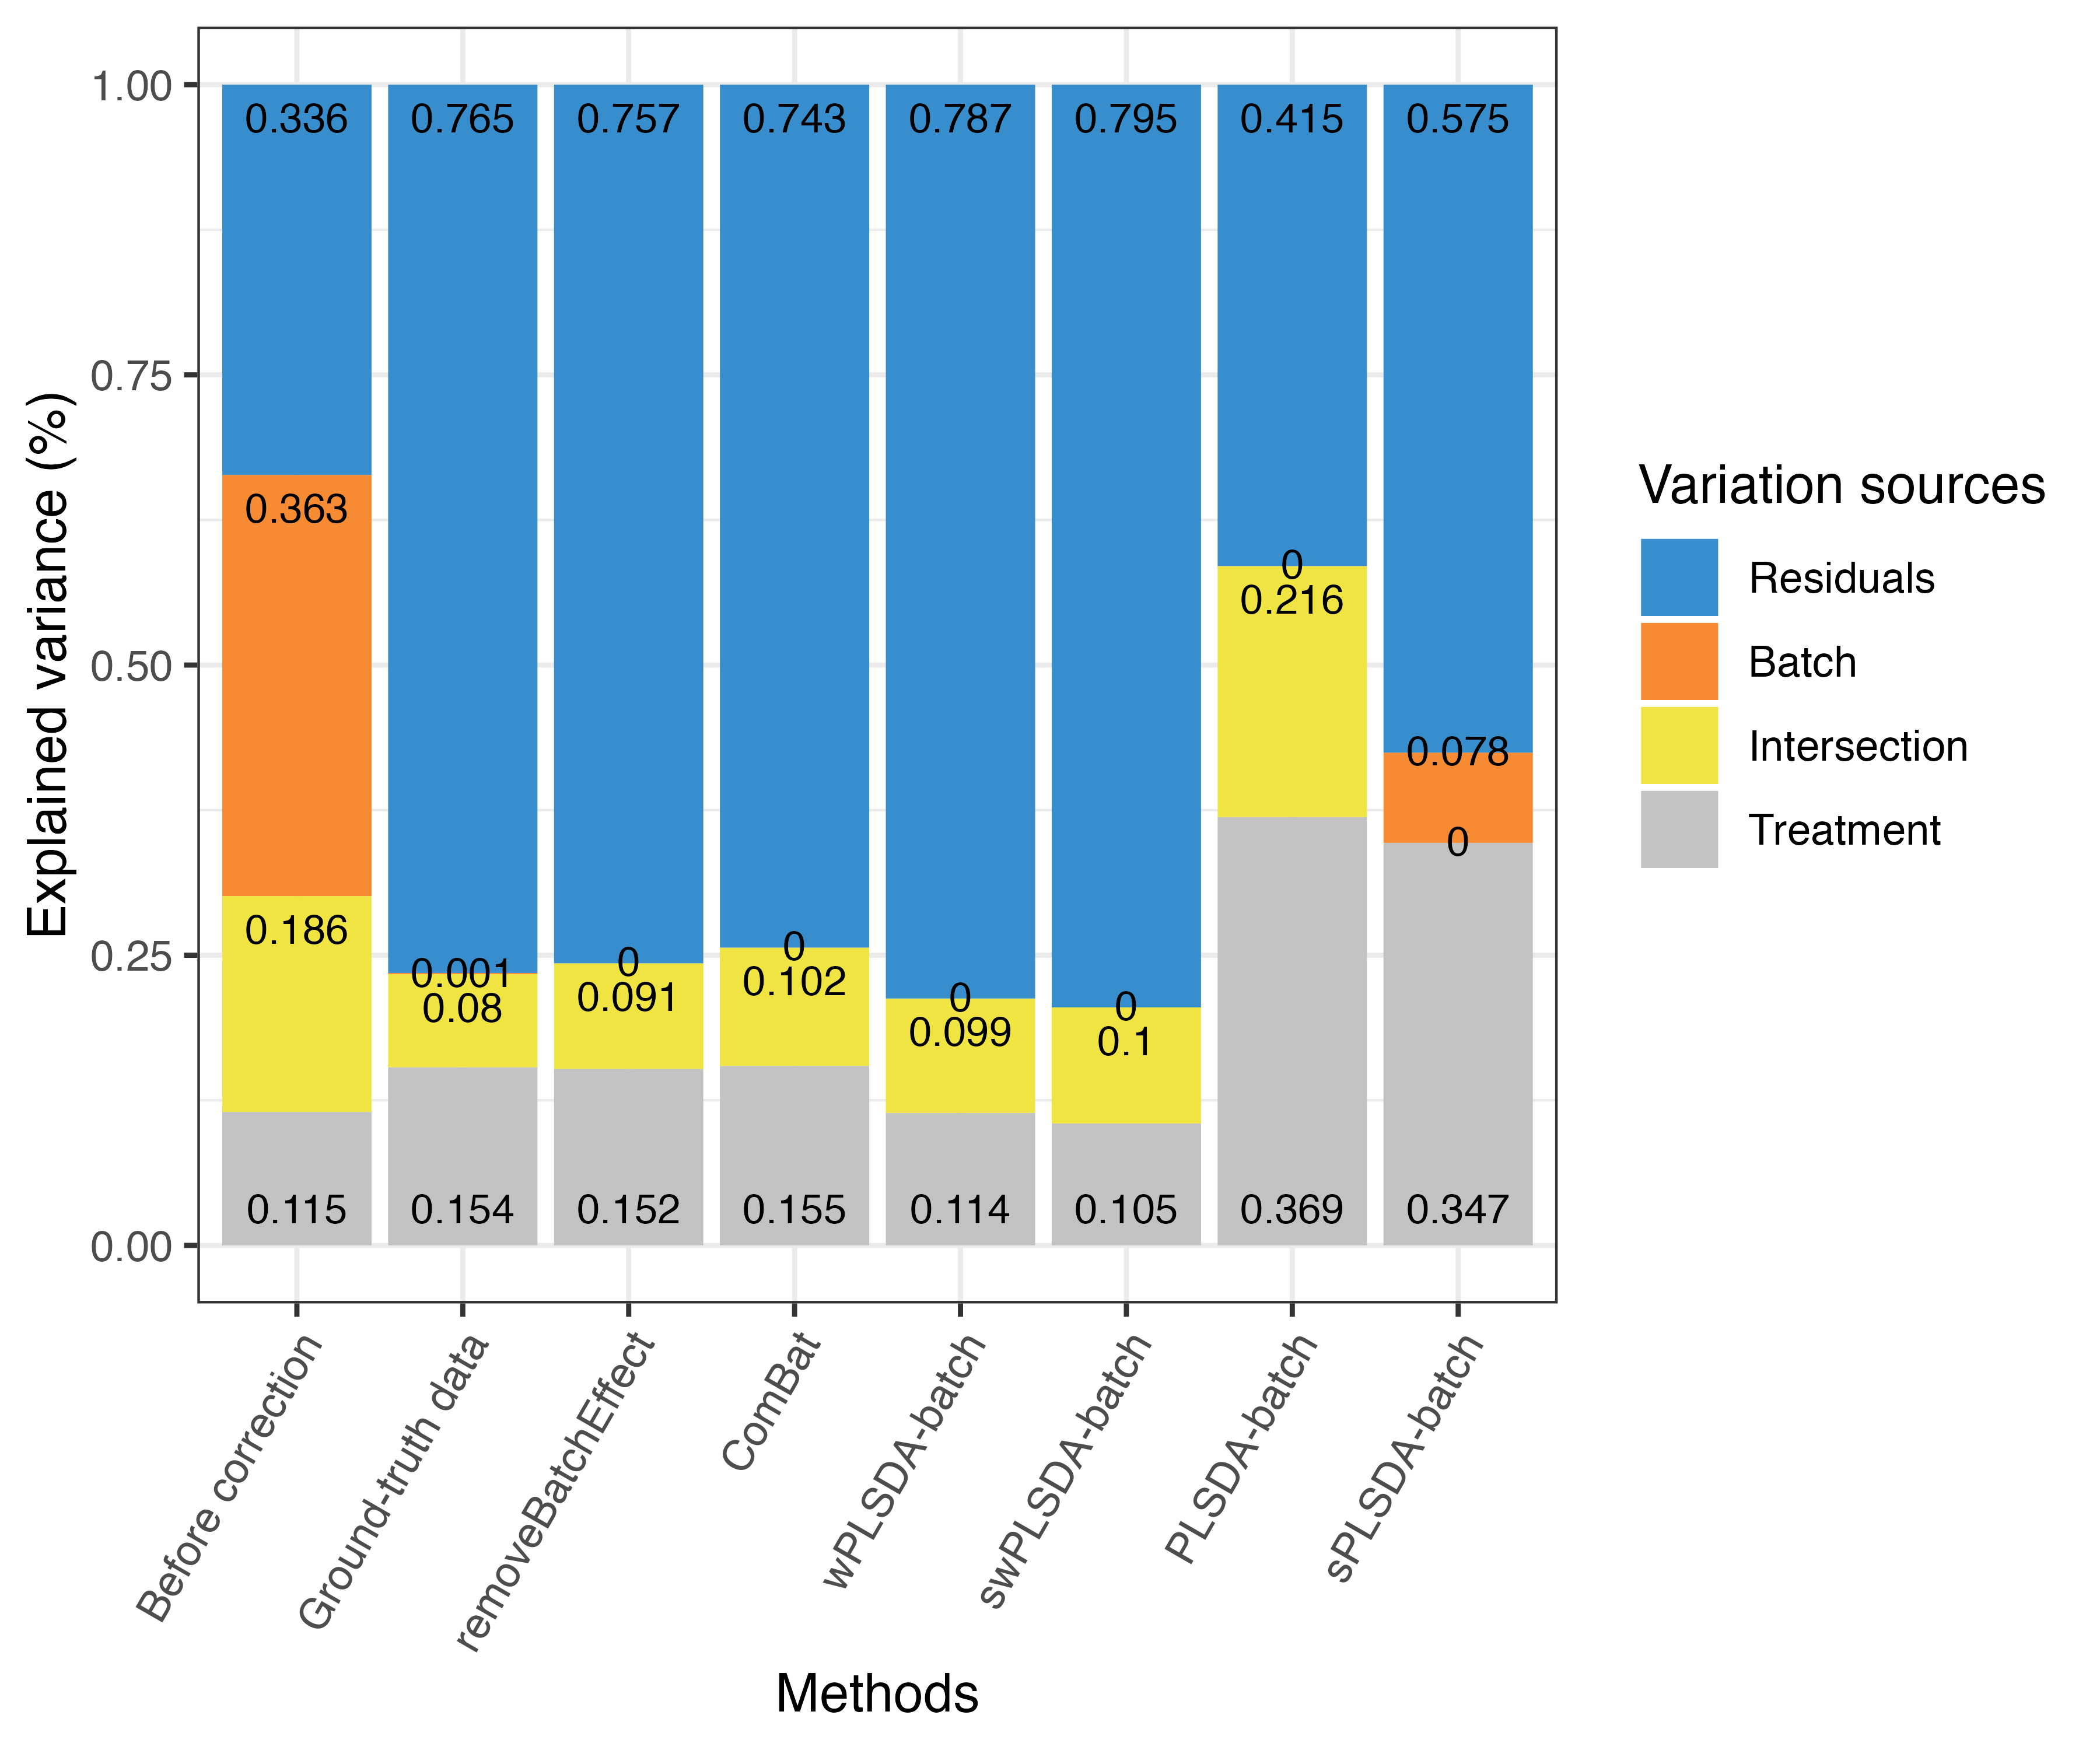 Explained variance (%)
1.00
0.75
0.50
0.25
0.00
0.336
0.363
0.186
0.115
0.765
0.001
0.08
0.154
0.757
0
0.091
0.152
0.743
0
0.102
0.155
0.787
0
0.099
0.114
0.795
0
0.1
0.105
0.415
0
0.216
0.369
0.575
0.078
0
0.347
Before correction
Ground-truth data
removeBatchEffect
ComBat
wPLSDA-batch
swPLSDA-batch
PLSDA-batch
sPLSDA-batch
Methods
Variation sources
Residuals
Batch
Intersection
Treatment